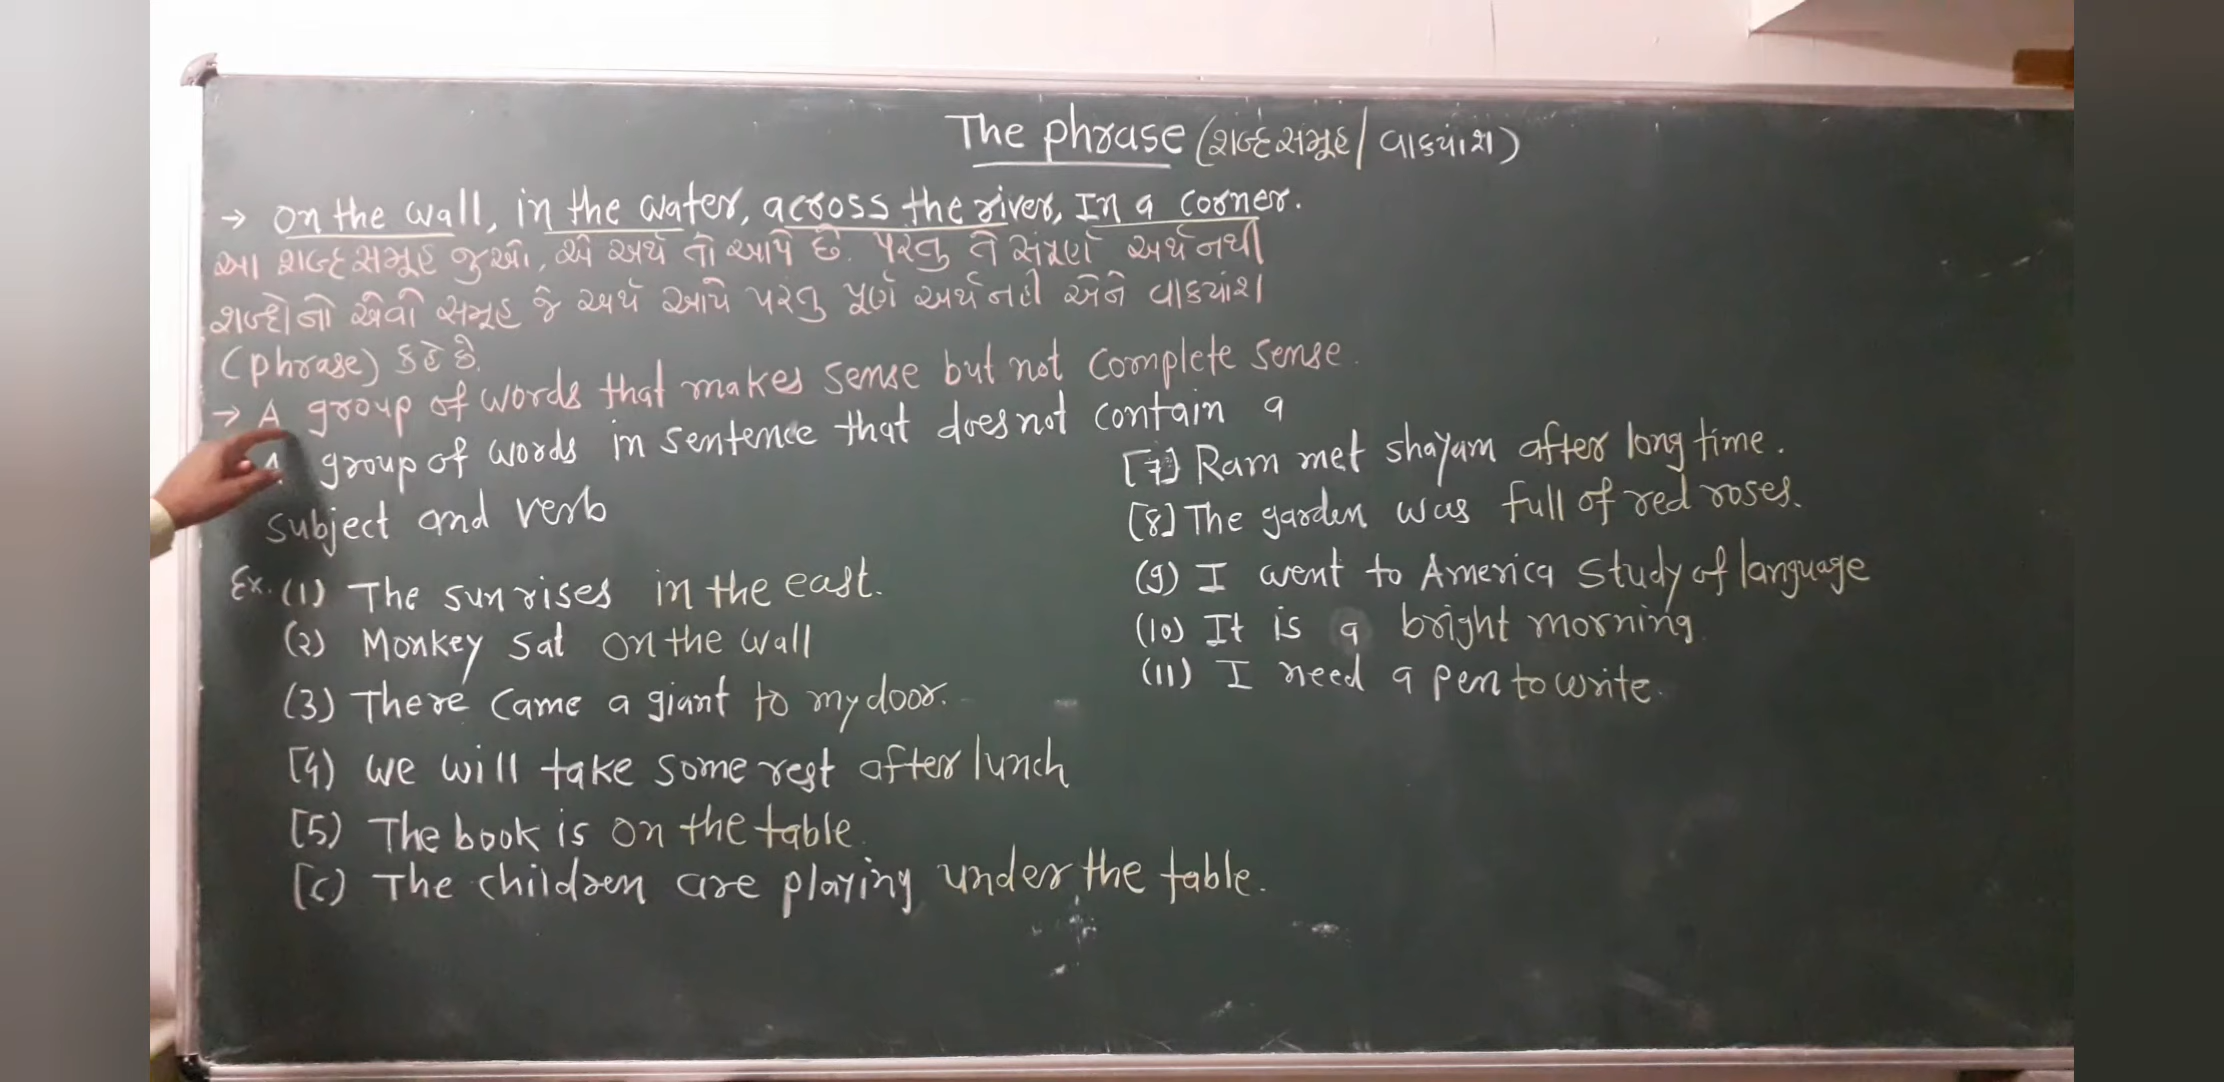 The phrase (શબ્દસમૂહ / વાકયાંશ)
→ on the wall, in the water, across the river, In a corner.
આ શબ્દસમૂહ જુઓ, એ અર્થ તો આપે છે. પરંતુ તે સંપૂર્ણ અર્થ નથી
શબ્દોનો એવો સમૂહ જે અર્થ આપે પરંતુ પૂર્ણ અર્થ નહી એને વાકયાંશ
(phrase) કહે છે.
→ A group of words that makes sense but not complete sense.
A group of words in sentence that does not contain a
subject and verb
Ex. (1) The sun rises in the east.
(2) Monkey sat on the wall
(3) There came a giant to my door.
[4) we will take some rest after lunch
[5) The book is on the table.
[૬) The children are playing under the table.
[7] Ram met shayam after long time.
[8] The garden was full of red roses.
(9) I went to America study of language
(10) It is a bright morning.
(11) I need a pen to write.